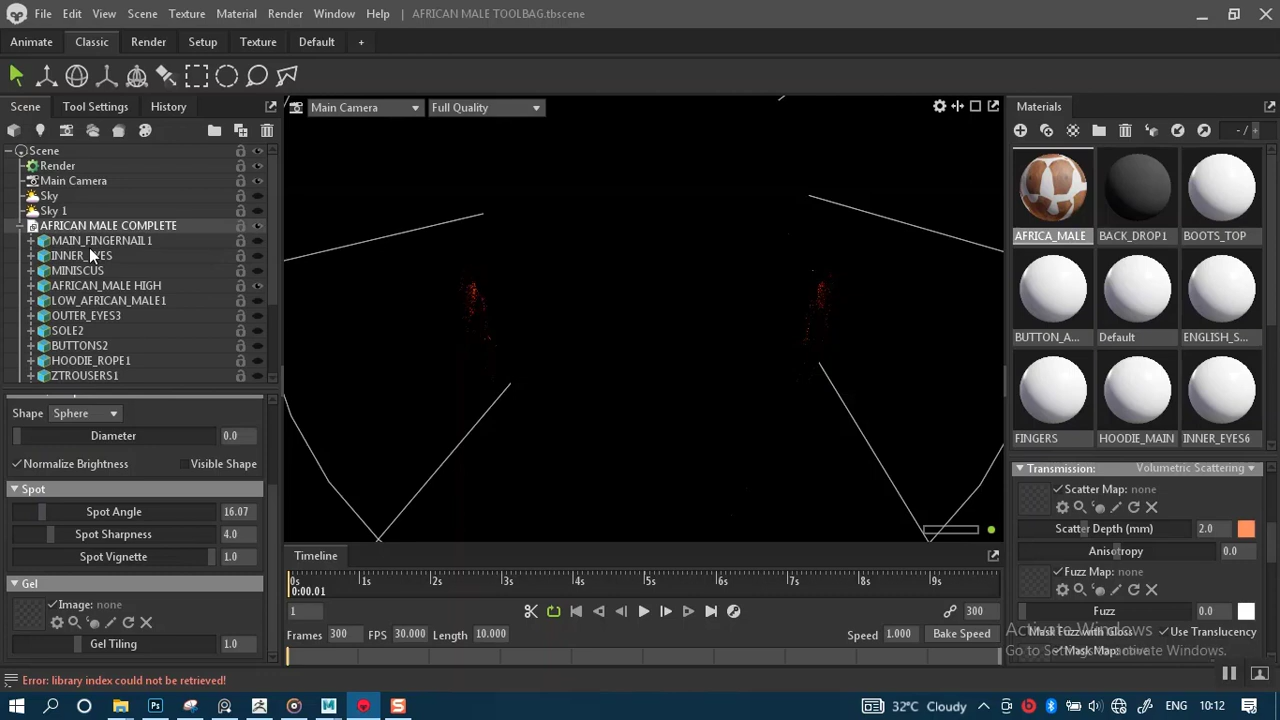 File Edit View Scene Texture Material Render Window Help AFRICAN MALE TOOLBAG.tbscene
Animate Classic Render Setup Texture Default +
Scene Tool Settings History
Main Camera Full Quality
Materials
- / +
Scene
Render
Main Camera
Sky
Sky 1
AFRICAN MALE COMPLETE
MAIN_FINGERNAIL1
INNER_EYES
MINISCUS
AFRICAN_MALE HIGH
LOW_AFRICAN_MALE1
OUTER_EYES3
SOLE2
BUTTONS2
HOODIE_ROPE1
ZTROUSERS1
AFRICA_MALE BACK_DROP1 BOOTS_TOP
BUTTON_A... Default ENGLISH_S...
FINGERS HOODIE_MAIN INNER_EYES6
Shape: Sphere
Diameter 0.0
Normalize Brightness Visible Shape
Spot
Spot Angle 16.07
Spot Sharpness 4.0
Spot Vignette 1.0
Gel
Image: none
Gel Tiling 1.0
Transmission: Volumetric Scattering
Scatter Map: none
Scatter Depth (mm) 2.0
Anisotropy 0.0
Fuzz Map: none
Fuzz 0.0
Mask Fuzz with Gloss Use Translucency
Mask Map: none
Activate Windows
Go to Settings to activate Windows.
Timeline
0s 1s 2s 3s 4s 5s 6s 7s 8s 9s
0:00.01
1 300
Frames 300 FPS 30.000 Length 10.000 Speed 1.000 Bake Speed
Error: library index could not be retrieved!
32°C Cloudy ENG 10:12